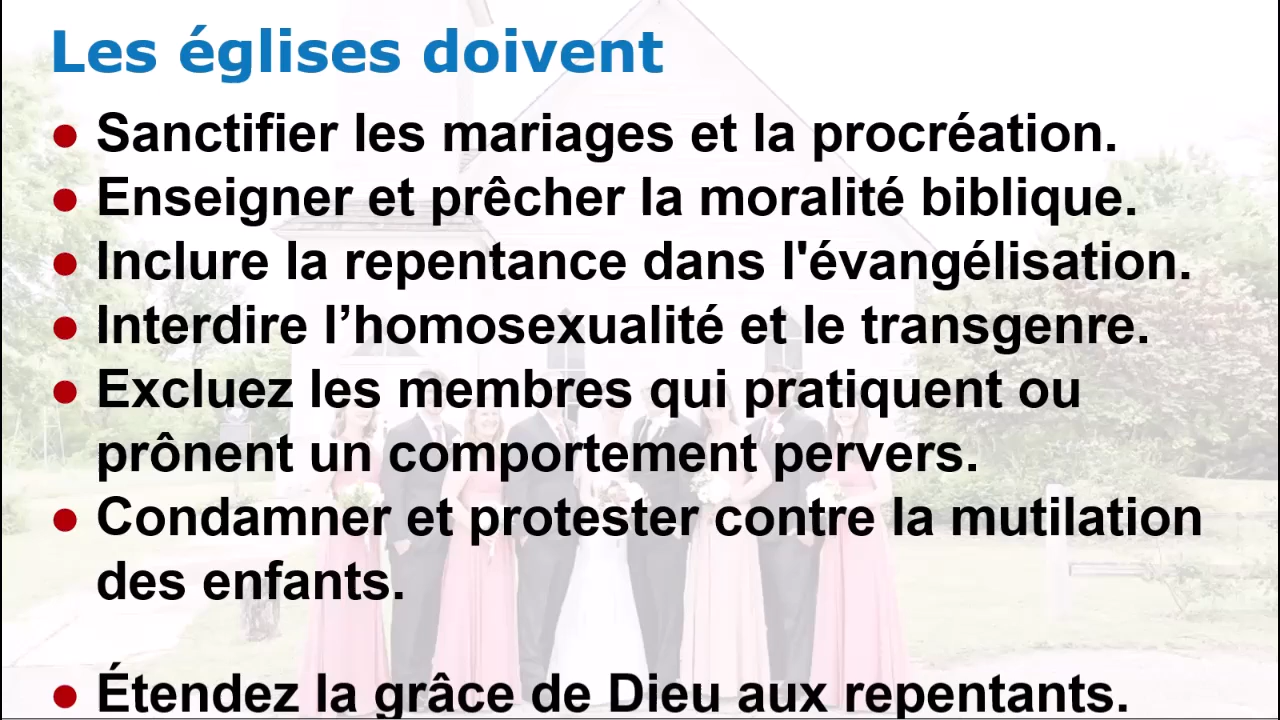 Les églises doivent
● Sanctifier les mariages et la procréation.
● Enseigner et prêcher la moralité biblique.
● Inclure la repentance dans l'évangélisation.
● Interdire l’homosexualité et le transgenre.
● Excluez les membres qui pratiquent ou
prônent un comportement pervers.
● Condamner et protester contre la mutilation
des enfants.
● Étendez la grâce de Dieu aux repentants.